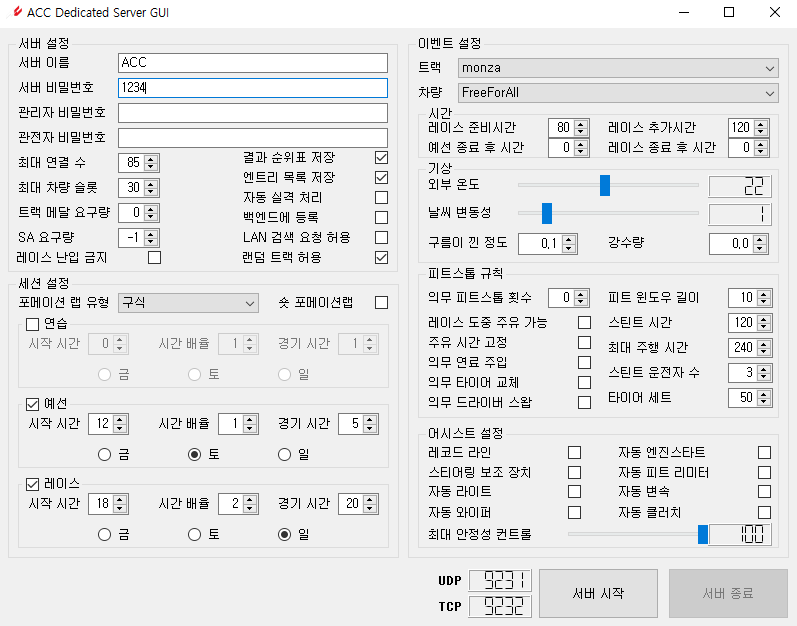 ACC Dedicated Server GUI
서버 설정
서버 이름 ACC
서버 비밀번호 1234
관리자 비밀번호
관전자 비밀번호
최대 연결 수 85
최대 차량 슬롯 30
트랙 메달 요구량 0
SA 요구량 -1
레이스 난입 금지
결과 순위표 저장
엔트리 목록 저장
자동 실격 처리
백엔드에 등록
LAN 검색 요청 허용
랜덤 트랙 허용
세션 설정
포메이션 랩 유형 구식 숏 포메이션랩
연습
시작 시간 0 시간 배율 1 경기 시간 1
금 토 일
예선
시작 시간 12 시간 배율 1 경기 시간 5
금 토 일
레이스
시작 시간 18 시간 배율 2 경기 시간 20
금 토 일
이벤트 설정
트랙 monza
차량 FreeForAll
시간
레이스 준비시간 80 레이스 추가시간 120
예선 종료 후 시간 0 레이스 종료 후 시간 0
기상
외부 온도 22
날씨 변동성 1
구름이 낀 정도 0,1 강수량 0,0
피트스톱 규칙
의무 피트스톱 횟수 0 피트 윈도우 길이 10
레이스 도중 주유 가능
주유 시간 고정
의무 연료 주입
의무 타이어 교체
의무 드라이버 스왑
스틴트 시간 120
최대 주행 시간 240
스틴트 운전자 수 3
타이어 세트 50
어시스트 설정
레코드 라인 자동 엔진스타트
스티어링 보조 장치 자동 피트 리미터
자동 라이트 자동 변속
자동 와이퍼 자동 클러치
최대 안정성 컨트롤 100
UDP 9231
TCP 9232
서버 시작 서버 종료